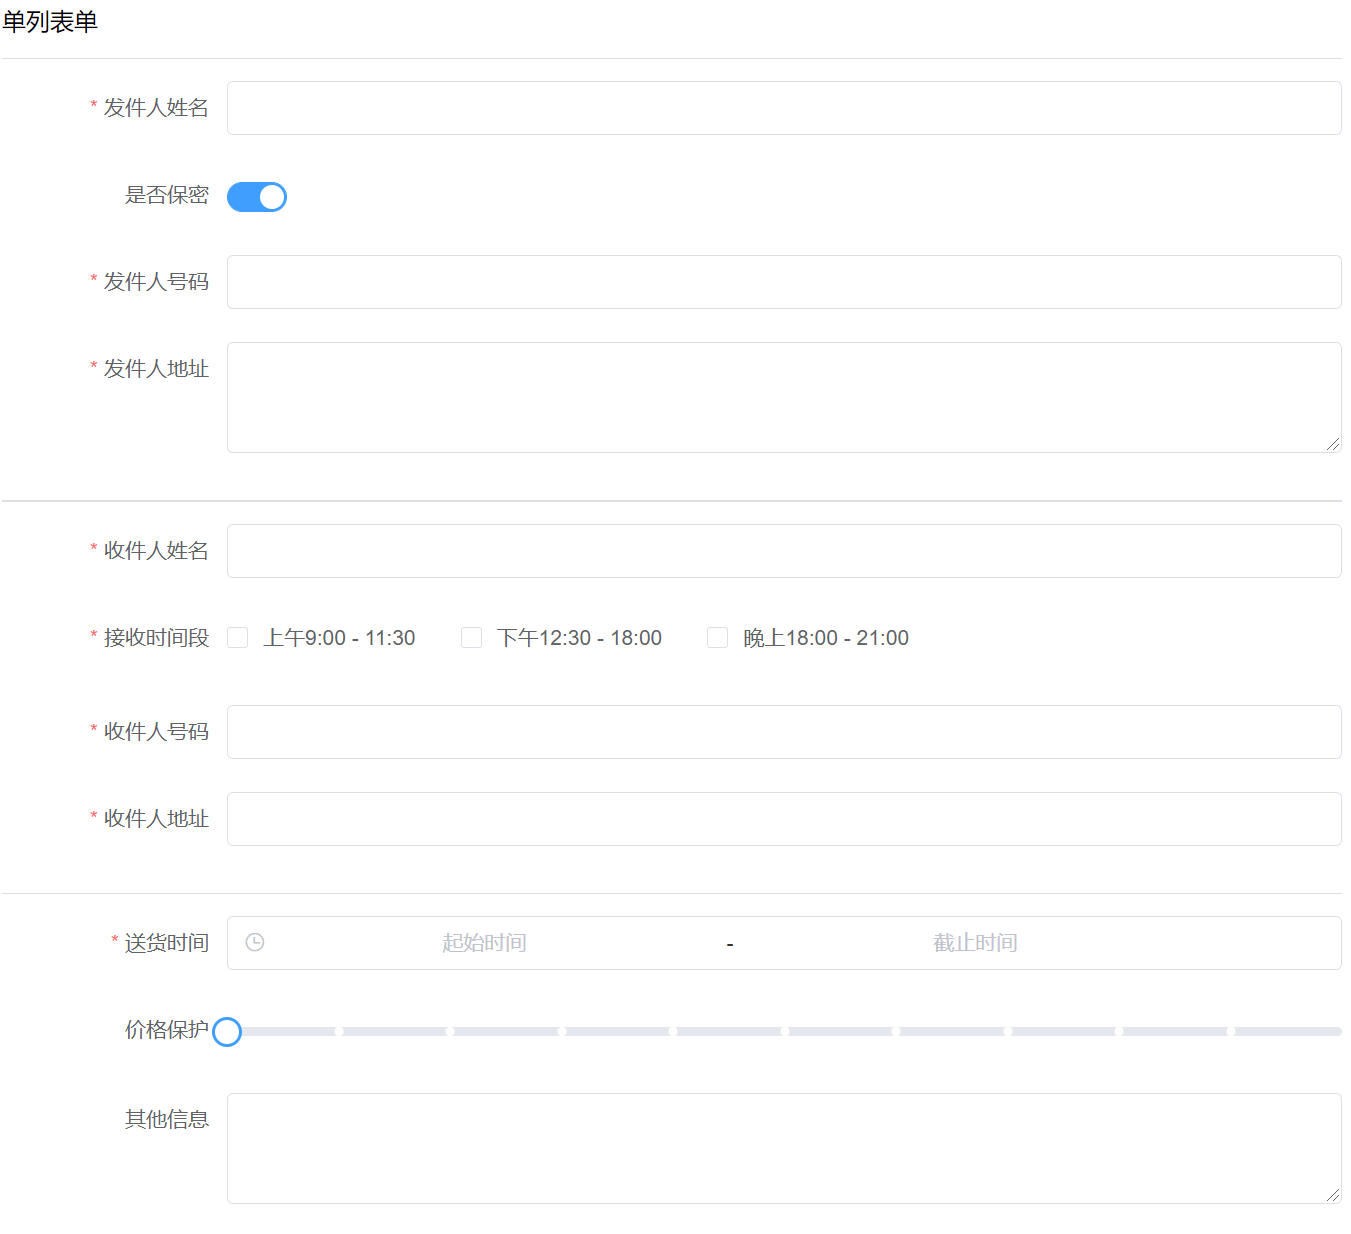 单列表单
* 发件人姓名
是否保密
* 发件人号码
* 发件人地址
* 收件人姓名
* 接收时间段 上午9:00 - 11:30 下午12:30 - 18:00 晚上18:00 - 21:00
* 收件人号码
* 收件人地址
* 送货时间 起始时间 - 截止时间
价格保护
其他信息